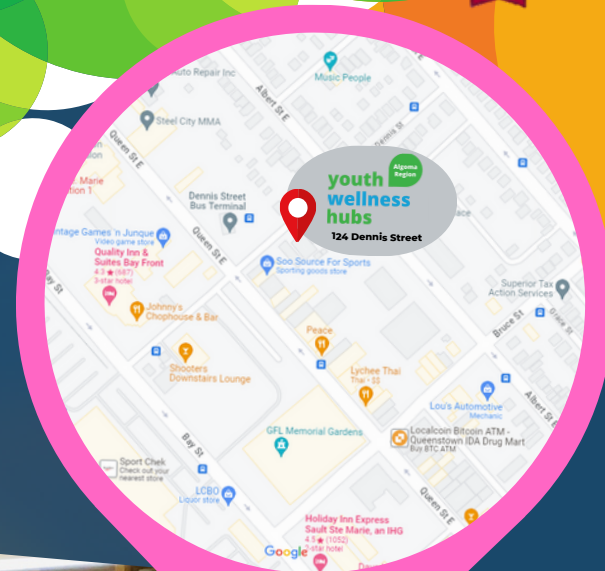 Auto Repair Inc
Music People
Albert St E
Steel City MMA
Dennis St
Queen St E
Algoma
Region
youth
wellness
hubs
124 Dennis Street
Marie
Dennis Street
Bus Terminal
ntage Games 'n Junque
Video game store
Quality Inn &
Suites Bay Front
4.3 ★ (687)
3-star hotel
Queen St E
Soo Source For Sports
Sporting goods store
Superior Tax
Action Services
Bay St
Johnny's
Chophouse & Bar
Bruce St
Grace St
Peace
Shooters
Downstairs Lounge
Lychee Thai
Thai • $$
Lou's Automotive
Mechanic
Albert St E
GFL Memorial Gardens
Localcoin Bitcoin ATM -
Queenstown IDA Drug Mart
Buy BTC ATM
Bay St
Sport Chek
Check out your
nearest store
LCBO
Liquor store
Queen St E
Holiday Inn Express
Sault Ste Marie, an IHG
4.5 ★ (1052)
2-star hotel
Google